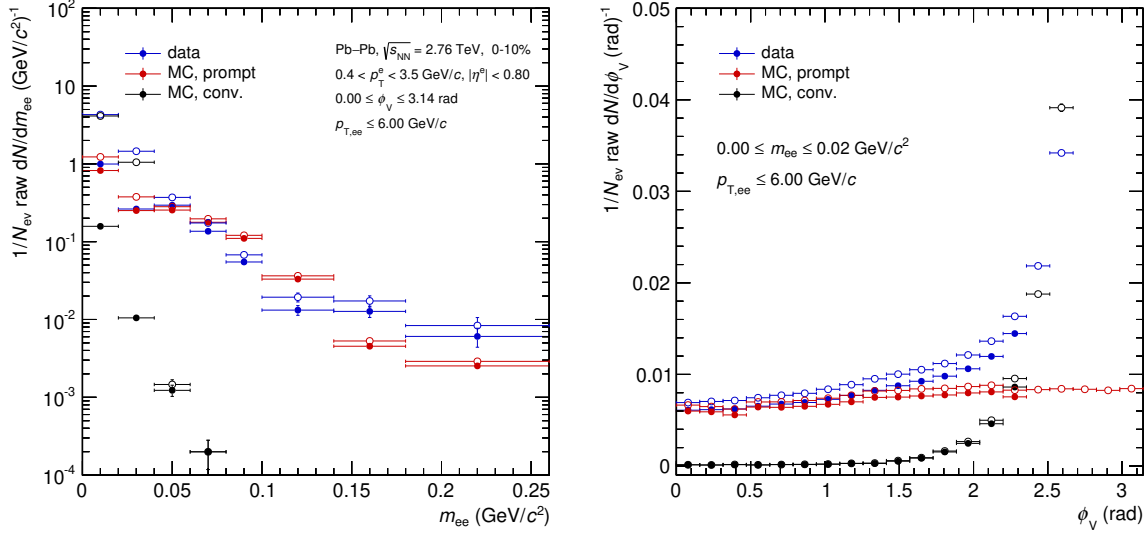 1/N_ev raw dN/dm_ee (GeV/c²)⁻¹
10²
10
1
10⁻¹
10⁻²
10⁻³
10⁻⁴
data
MC, prompt
MC, conv.
Pb–Pb, √s_NN = 2.76 TeV, 0-10%
0.4 < p_T^e < 3.5 GeV/c, |η^e| < 0.80
0.00 ≤ ϕ_V ≤ 3.14 rad
p_T,ee ≤ 6.00 GeV/c
0 0.05 0.10 0.15 0.20 0.25
m_ee (GeV/c²)
1/N_ev raw dN/dϕ_V (rad)⁻¹
0.05
0.04
0.03
0.02
0.01
0
data
MC, prompt
MC, conv.
0.00 ≤ m_ee ≤ 0.02 GeV/c²
p_T,ee ≤ 6.00 GeV/c
0 0.5 1.0 1.5 2 2.5 3.0
ϕ_V (rad)